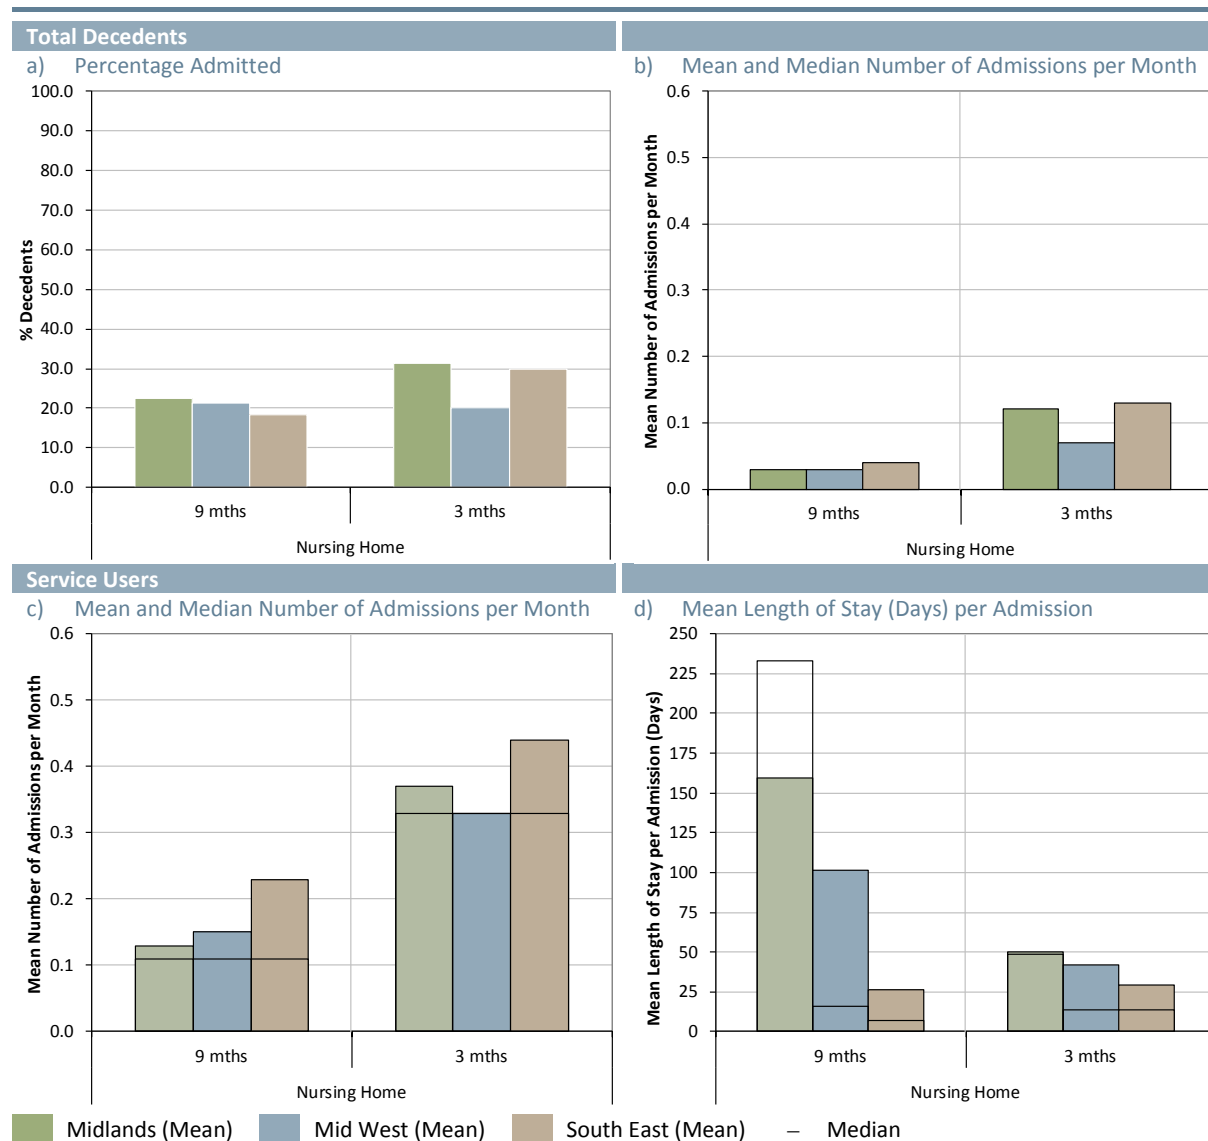 Total Decedents
a) Percentage Admitted
100.0
90.0
80.0
70.0
60.0
50.0
40.0
30.0
20.0
10.0
0.0
% Decedents
9 mths
3 mths
Nursing Home
b) Mean and Median Number of Admissions per Month
0.6
0.5
0.4
0.3
0.2
0.1
0.0
Mean Number of Admissions per Month
9 mths
3 mths
Nursing Home
Service Users
c) Mean and Median Number of Admissions per Month
0.6
0.5
0.4
0.3
0.2
0.1
0.0
Mean Number of Admissions per Month
9 mths
3 mths
Nursing Home
d) Mean Length of Stay (Days) per Admission
250
225
200
175
150
125
100
75
50
25
0
Mean Length of Stay per Admission (Days)
9 mths
3 mths
Nursing Home
Midlands (Mean) Mid West (Mean) South East (Mean) – Median